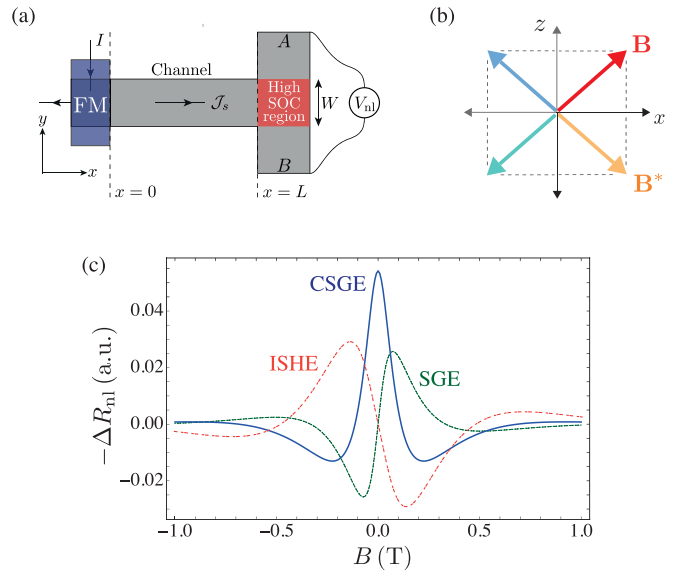 (a)
I
A
Channel
FM
𝒥ₛ
High
SOC
region
W
Vₙₗ
y
x
B
x = 0
x = L
(b)
z
B
x
B*
(c)
CSGE
ISHE
SGE
0.04
0.02
0.00
−0.02
−ΔRₙₗ (a.u.)
−1.0 −0.5 0.0 0.5 1.0
B (T)